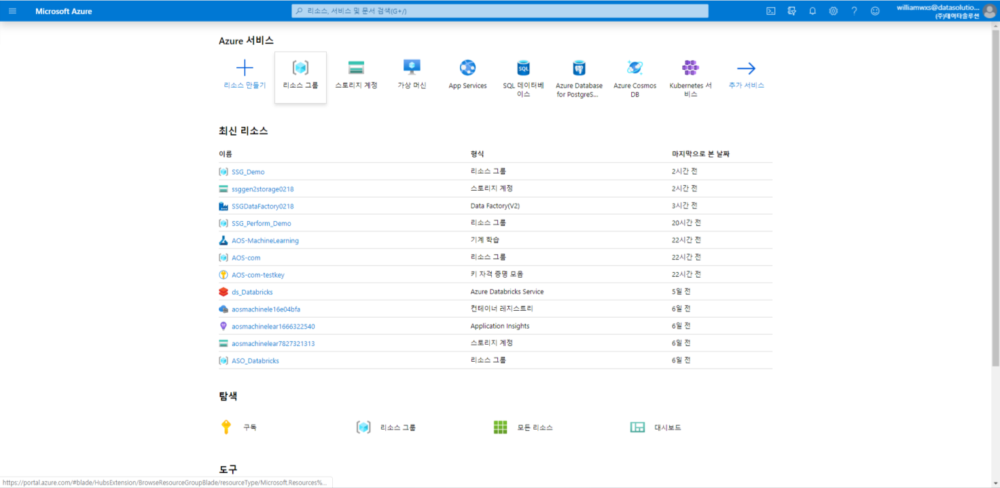 Microsoft Azure
리소스, 서비스 및 문서 검색(G+/)
williamwxs@datasolutio...
(주)데이타솔루션
Azure 서비스
리소스 만들기
리소스 그룹
스토리지 계정
가상 머신
App Services
SQL 데이터베
이스
Azure Database
for PostgreS...
Azure Cosmos
DB
Kubernetes 서
비스
추가 서비스
최신 리소스
이름 형식 마지막으로 본 날짜
SSG_Demo 리소스 그룹 2시간 전
ssggen2storage0218 스토리지 계정 2시간 전
SSGDataFactory0218 Data Factory(V2) 3시간 전
SSG_Perform_Demo 리소스 그룹 20시간 전
AOS-MachineLearning 기계 학습 22시간 전
AOS-com 리소스 그룹 22시간 전
AOS-com-testkey 키 자격 증명 모음 22시간 전
ds_Databricks Azure Databricks Service 5일 전
aosmachinele16e04bfa 컨테이너 레지스트리 6일 전
aosmachinelear1666322540 Application Insights 6일 전
aosmachinelear7827321313 스토리지 계정 6일 전
ASO_Databricks 리소스 그룹 6일 전
탐색
구독 리소스 그룹 모든 리소스 대시보드
도구
https://portal.azure.com/#blade/HubsExtension/BrowseResourceGroupBlade/resourceType/Microsoft.Resources%...